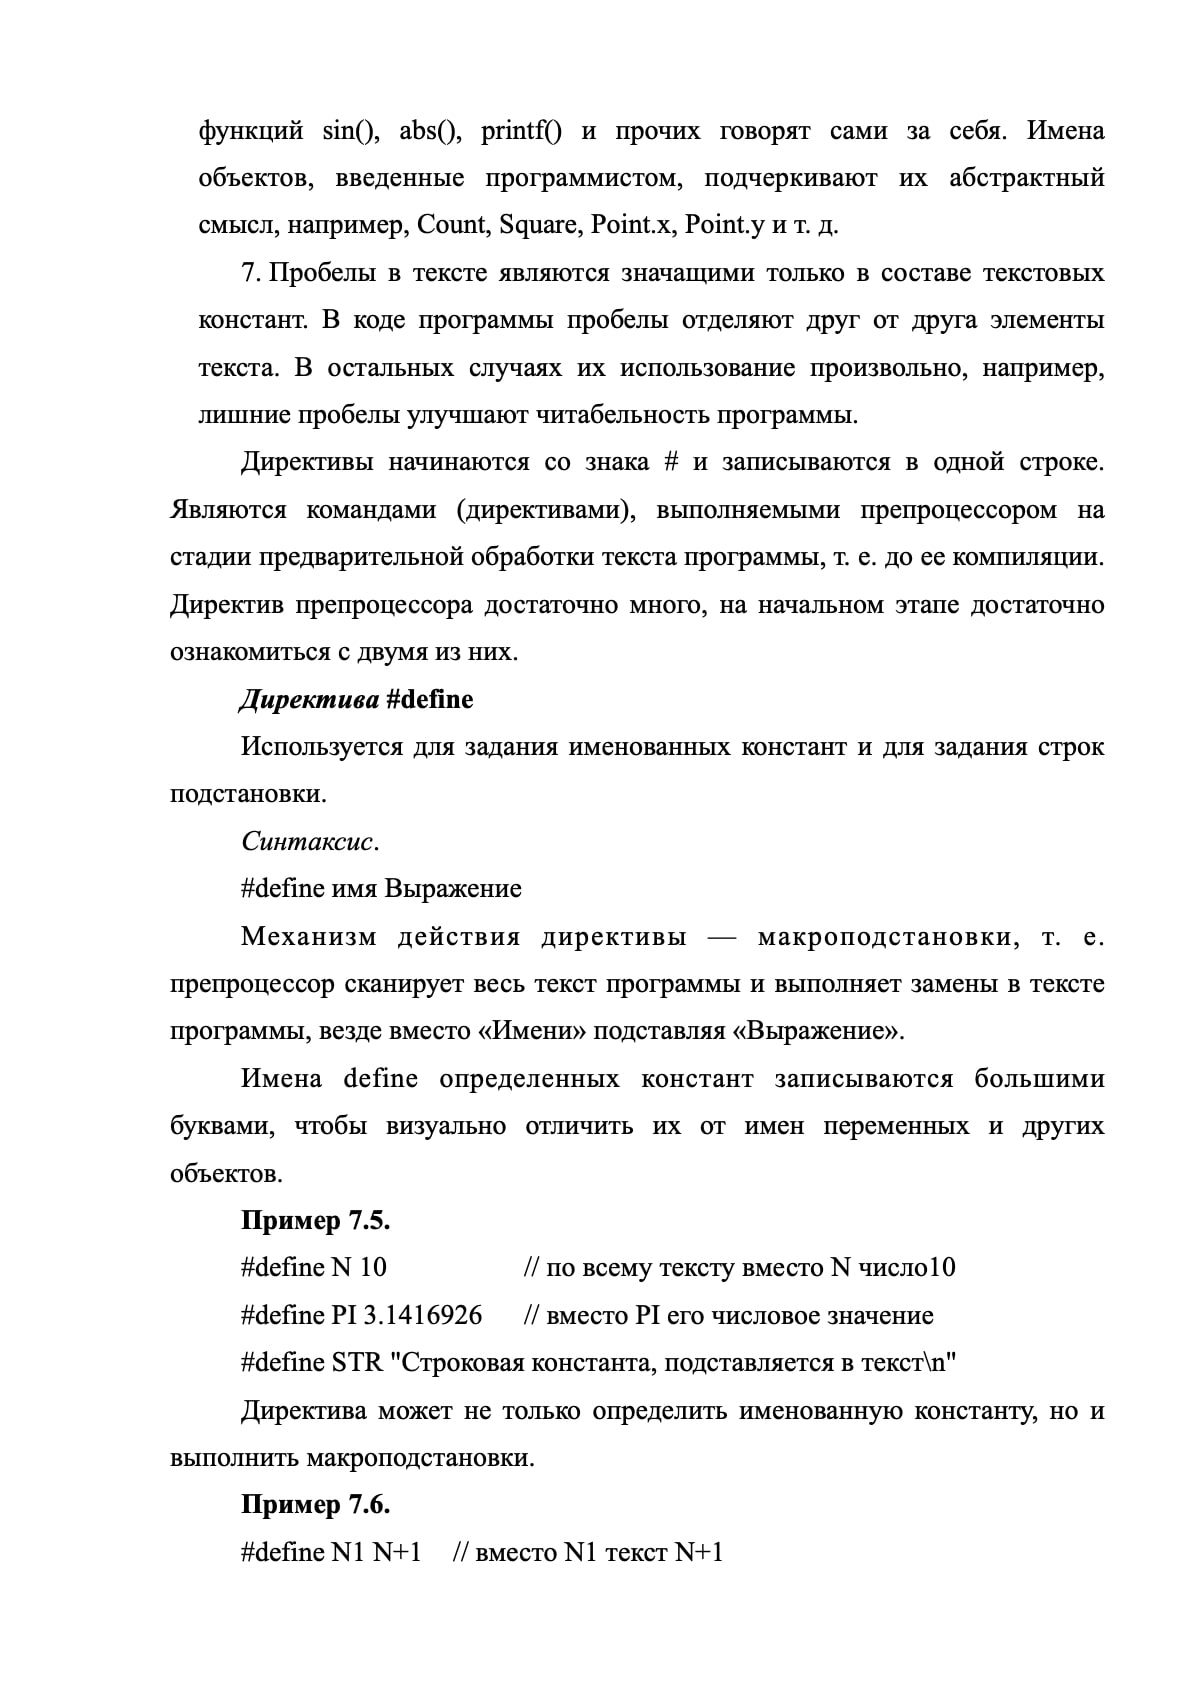 функций sin(), abs(), printf() и прочих говорят сами за себя. Имена
объектов, введенные программистом, подчеркивают их абстрактный
смысл, например, Count, Square, Point.x, Point.y и т. д.
7. Пробелы в тексте являются значащими только в составе текстовых
констант. В коде программы пробелы отделяют друг от друга элементы
текста. В остальных случаях их использование произвольно, например,
лишние пробелы улучшают читабельность программы.
Директивы начинаются со знака # и записываются в одной строке.
Являются командами (директивами), выполняемыми препроцессором на
стадии предварительной обработки текста программы, т. е. до ее компиляции.
Директив препроцессора достаточно много, на начальном этапе достаточно
ознакомиться с двумя из них.
Директива #define
Используется для задания именованных констант и для задания строк
подстановки.
Синтаксис.
#define имя Выражение
Механизм действия директивы — макроподстановки, т. е.
препроцессор сканирует весь текст программы и выполняет замены в тексте
программы, везде вместо «Имени» подставляя «Выражение».
Имена define определенных констант записываются большими
буквами, чтобы визуально отличить их от имен переменных и других
объектов.
Пример 7.5.
#define N 10 // по всему тексту вместо N число10
#define PI 3.1416926 // вместо PI его числовое значение
#define STR "Строковая константа, подставляется в текст\n"
Директива может не только определить именованную константу, но и
выполнить макроподстановки.
Пример 7.6.
#define N1 N+1 // вместо N1 текст N+1